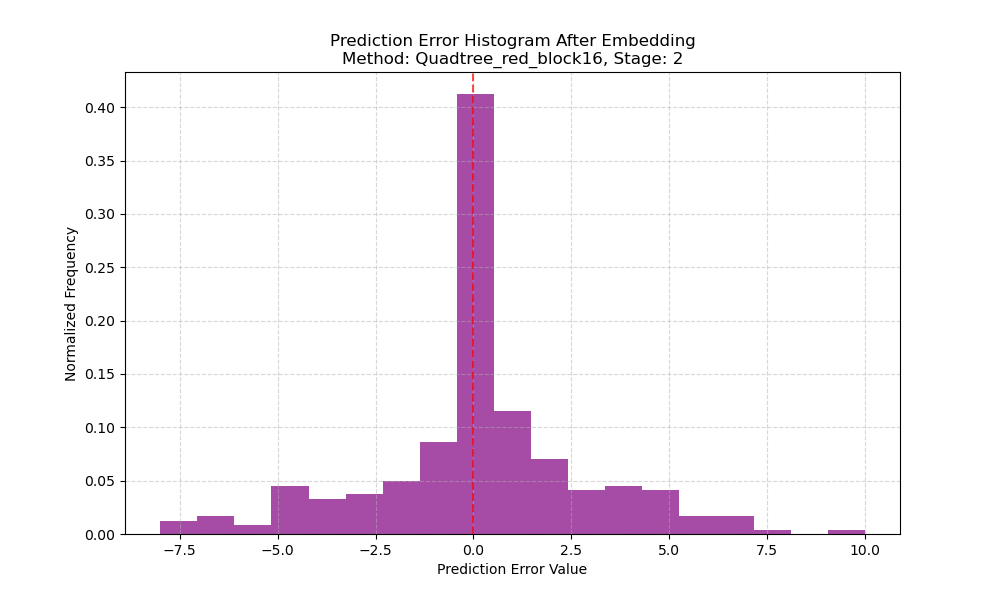 Prediction Error Histogram After Embedding
Method: Quadtree_red_block16, Stage: 2
Normalized Frequency
0.40
0.35
0.30
0.25
0.20
0.15
0.10
0.05
0.00
−7.5 −5.0 −2.5 0.0 2.5 5.0 7.5 10.0
Prediction Error Value